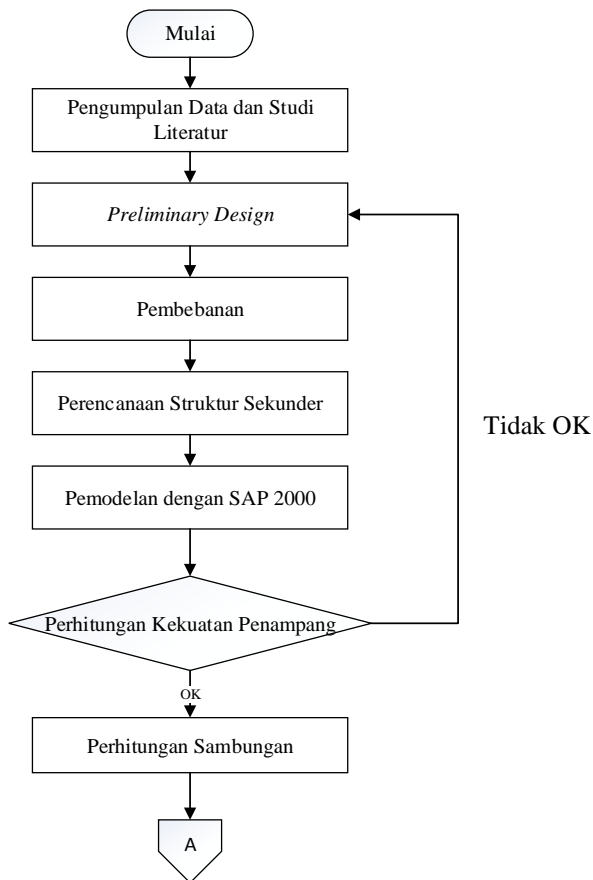 Mulai
Pengumpulan Data dan Studi
Literatur
Preliminary Design
Pembebanan
Perencanaan Struktur Sekunder
Tidak OK
Pemodelan dengan SAP 2000
Perhitungan Kekuatan Penampang
OK
Perhitungan Sambungan
A